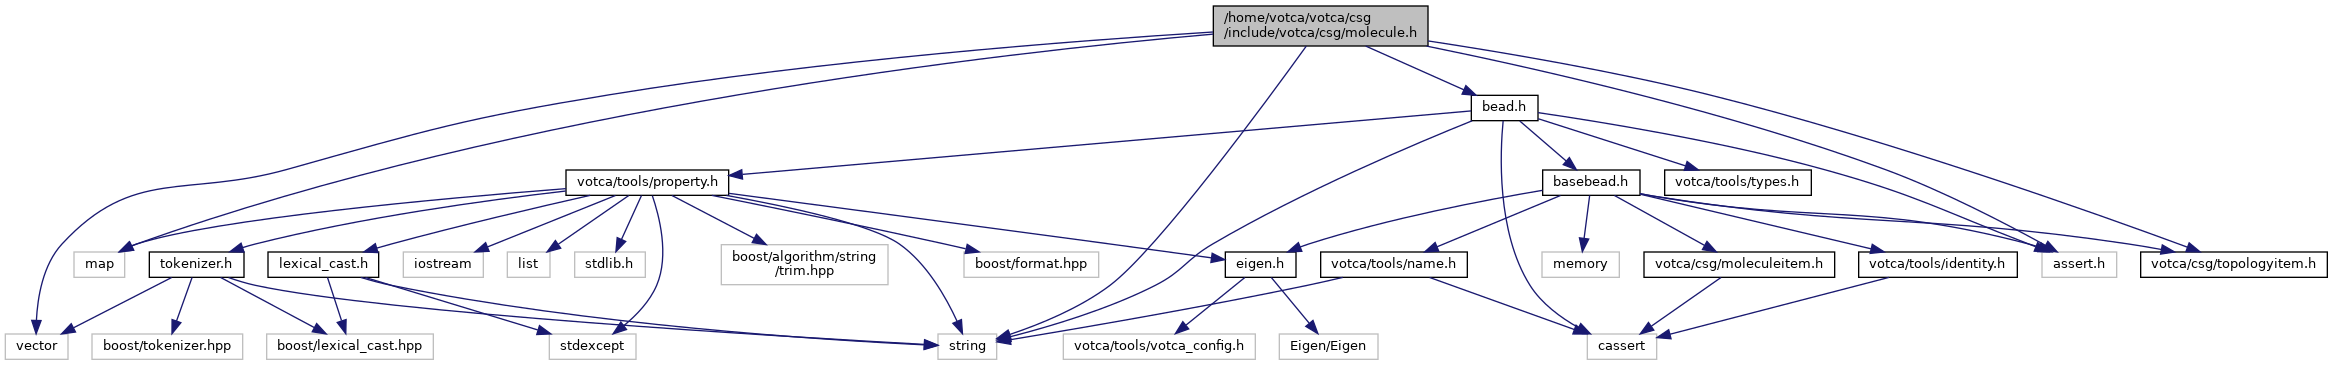 /home/votca/votca/csg
/include/votca/csg/molecule.h
bead.h
votca/tools/property.h
basebead.h
votca/tools/types.h
map
tokenizer.h
lexical_cast.h
iostream
list
stdlib.h
boost/algorithm/string
/trim.hpp
boost/format.hpp
eigen.h
votca/tools/name.h
memory
votca/csg/moleculeitem.h
votca/tools/identity.h
assert.h
votca/csg/topologyitem.h
vector
boost/tokenizer.hpp
boost/lexical_cast.hpp
stdexcept
string
votca/tools/votca_config.h
Eigen/Eigen
cassert